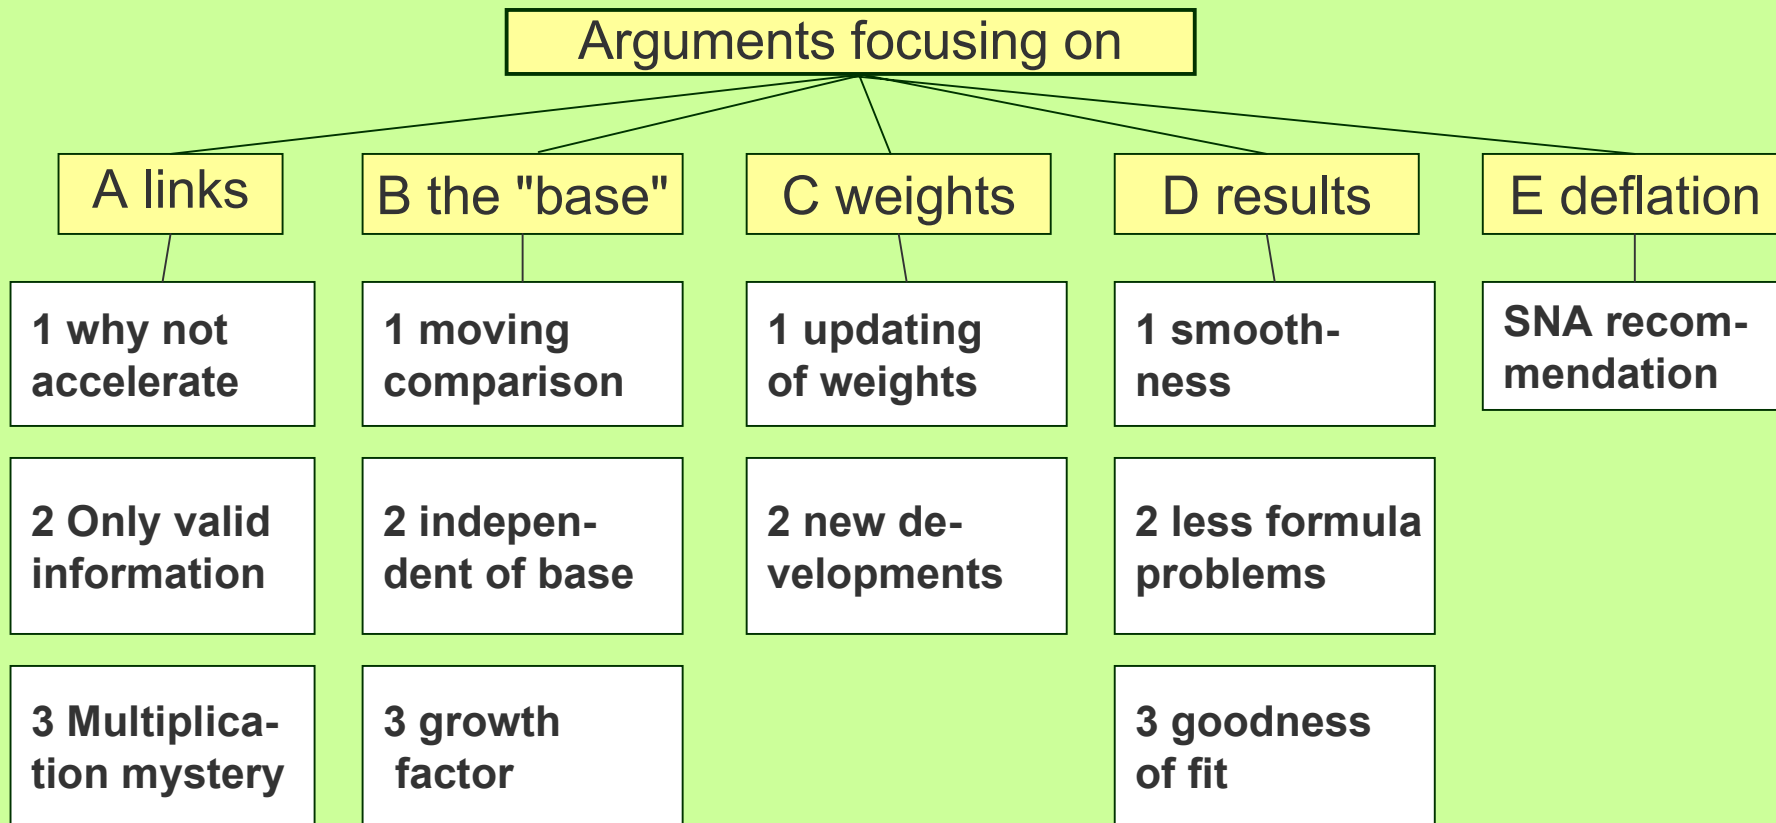 Arguments focusing on
A links
B the "base"
C weights
D results
E deflation
1 why not
accelerate
1 moving
comparison
1 updating
of weights
1 smooth-
ness
SNA recom-
mendation
2 Only valid
information
2 indepen-
dent of base
2 new de-
velopments
2 less formula
problems
3 Multiplica-
tion mystery
3 growth
factor
3 goodness
of fit